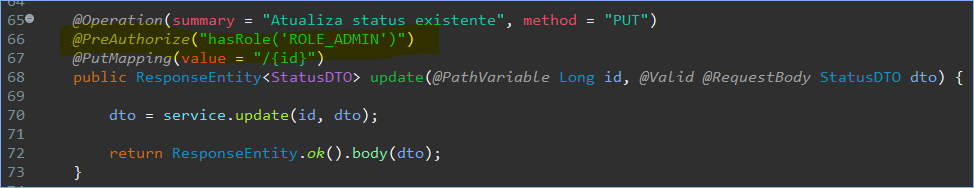 65 @Operation(summary = "Atualiza status existente", method = "PUT")
66 @PreAuthorize("hasRole('ROLE_ADMIN')")
67 @PutMapping(value = "/{id}")
68 public ResponseEntity<StatusDTO> update(@PathVariable Long id, @Valid @RequestBody StatusDTO dto) {
69
70 dto = service.update(id, dto);
71
72 return ResponseEntity.ok().body(dto);
73 }